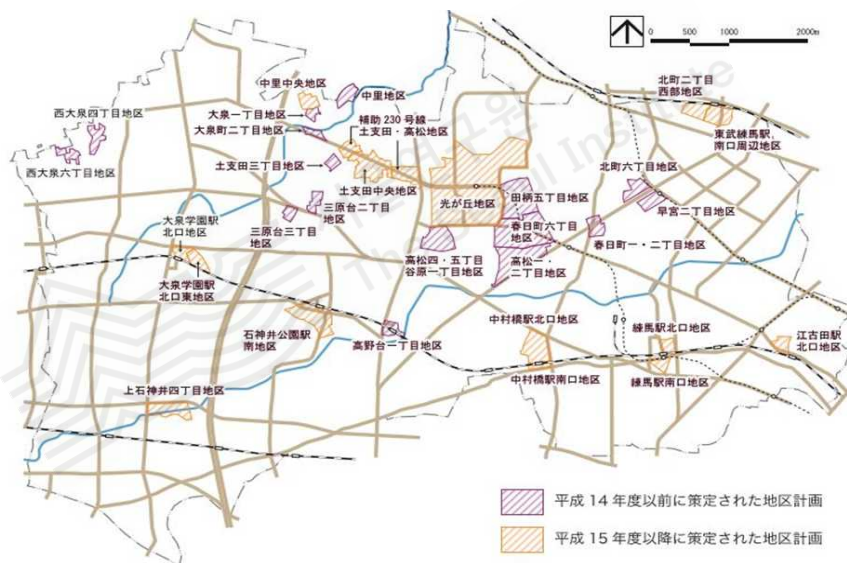 0 500 1000 2000m
北町二丁目
西部地区
東武練馬駅
南口周辺地区
中里中央地区
中里地区
西大泉四丁目地区
大泉一丁目地区
大泉町二丁目地区
補助230号線
土支田・高松地区
西大泉六丁目地区
土支田三丁目地区
土支田中央地区
北町六丁目地区
光が丘地区
田柄五丁目地区
早宮二丁目地区
三原台二丁目
地区
三原台三丁目
地区
大泉学園駅
北口地区
春日町六丁目
地区
春日町一・二丁目地区
高松四・五丁目
谷原一丁目地区
高松一・
二丁目地区
大泉学園駅
北口東地区
石神井公園駅
南地区
高野台一丁目地区
中村橋駅北口地区
練馬駅北口地区
江古田駅
北口地区
中村橋駅南口地区
練馬駅南口地区
上石神井四丁目地区
平成14年度以前に策定された地区計画
平成15年度以降に策定された地区計画